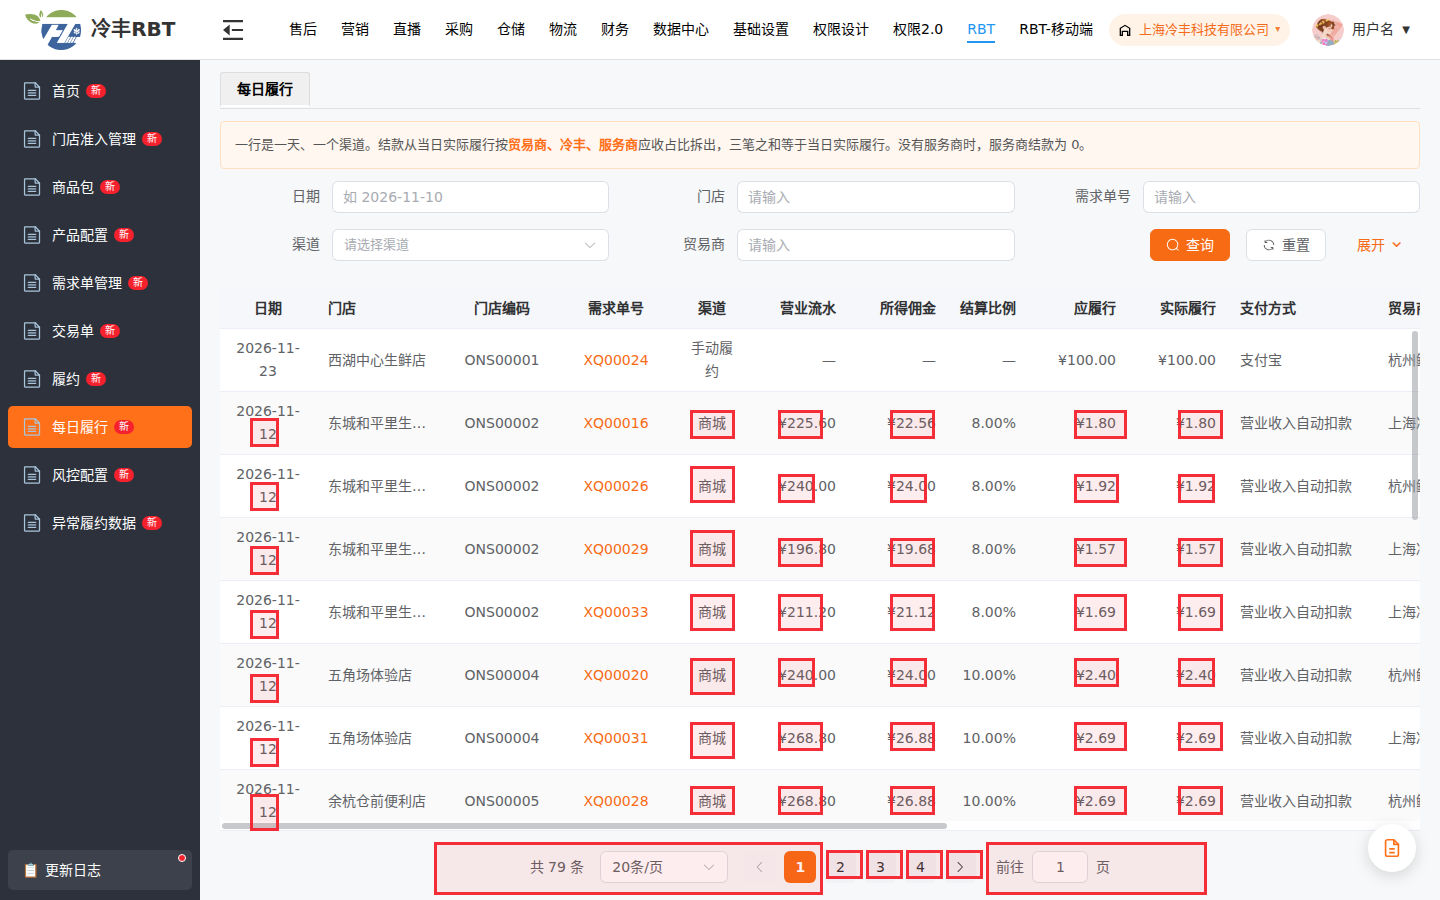 冷丰RBT
售后 营销 直播 采购 仓储 物流 财务 数据中心 基础设置 权限设计 权限2.0 RBT RBT-移动端 上海冷丰科技有限公司 ▾ 用户名 ▼
首页 新
门店准入管理 新
商品包 新
产品配置 新
需求单管理 新
交易单 新
履约 新
每日履行 新
风控配置 新
异常履约数据 新
更新日志
每日履行
一行是一天、一个渠道。结款从当日实际履行按贸易商、冷丰、服务商应收占比拆出，三笔之和等于当日实际履行。没有服务商时，服务商结款为 0。
日期 如 2026-11-10 门店 请输入 需求单号 请输入
渠道 请选择渠道 贸易商 请输入 查询 重置 展开
日期 门店 门店编码 需求单号 渠道 营业流水 所得佣金 结算比例 应履行 实际履行 支付方式 贸易
2026-11-23 西湖中心生鲜店 ONS00001 XQ00024 手动履约 — — — ¥100.00 ¥100.00 支付宝 杭州
2026-11-12 东城和平里生... ONS00002 XQ00016 商城 ¥225.60 ¥22.56 8.00% ¥1.80 ¥1.80 营业收入自动扣款 上海
2026-11-12 东城和平里生... ONS00002 XQ00026 商城 ¥240.00 ¥24.00 8.00% ¥1.92 ¥1.92 营业收入自动扣款 杭州
2026-11-12 东城和平里生... ONS00002 XQ00029 商城 ¥196.80 ¥19.68 8.00% ¥1.57 ¥1.57 营业收入自动扣款 上海
2026-11-12 东城和平里生... ONS00002 XQ00033 商城 ¥211.20 ¥21.12 8.00% ¥1.69 ¥1.69 营业收入自动扣款 上海
2026-11-12 五角场体验店 ONS00004 XQ00020 商城 ¥240.00 ¥24.00 10.00% ¥2.40 ¥2.40 营业收入自动扣款 杭州
2026-11-12 五角场体验店 ONS00004 XQ00031 商城 ¥268.80 ¥26.88 10.00% ¥2.69 ¥2.69 营业收入自动扣款 上海
2026-11-12 余杭仓前便利店 ONS00005 XQ00028 商城 ¥268.80 ¥26.88 10.00% ¥2.69 ¥2.69 营业收入自动扣款 杭州
共 79 条 20条/页 1 2 3 4 前往 1 页